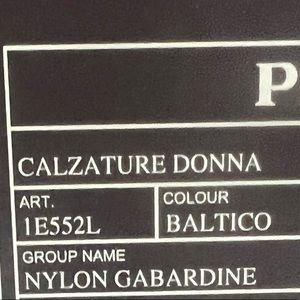 P
CALZATURE DONNA
ART. COLOUR
1E552L BALTICO
GROUP NAME
NYLON GABARDINE